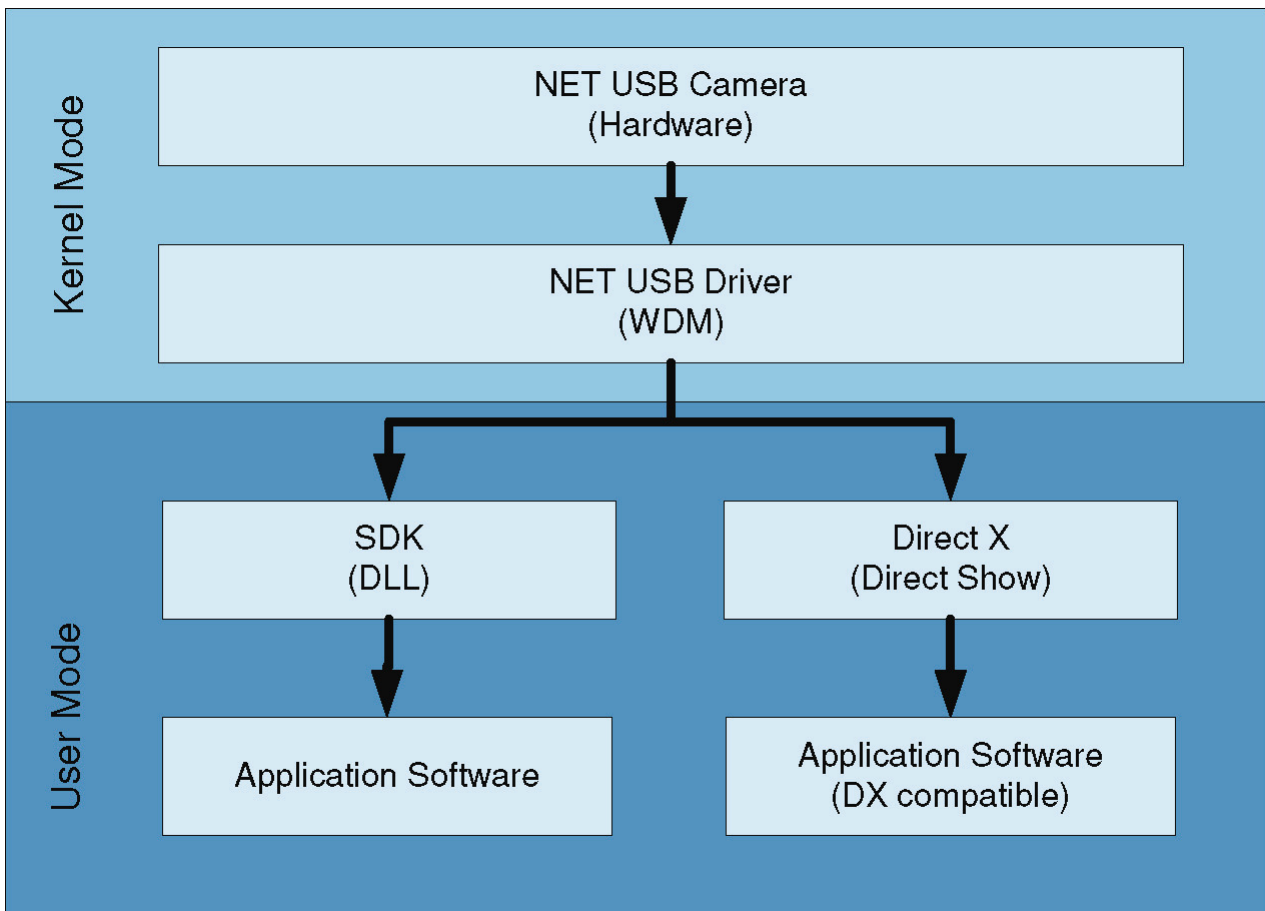 Kernel Mode
NET USB Camera
(Hardware)
NET USB Driver
(WDM)
User Mode
SDK
(DLL)
Direct X
(Direct Show)
Application Software
Application Software
(DX compatible)